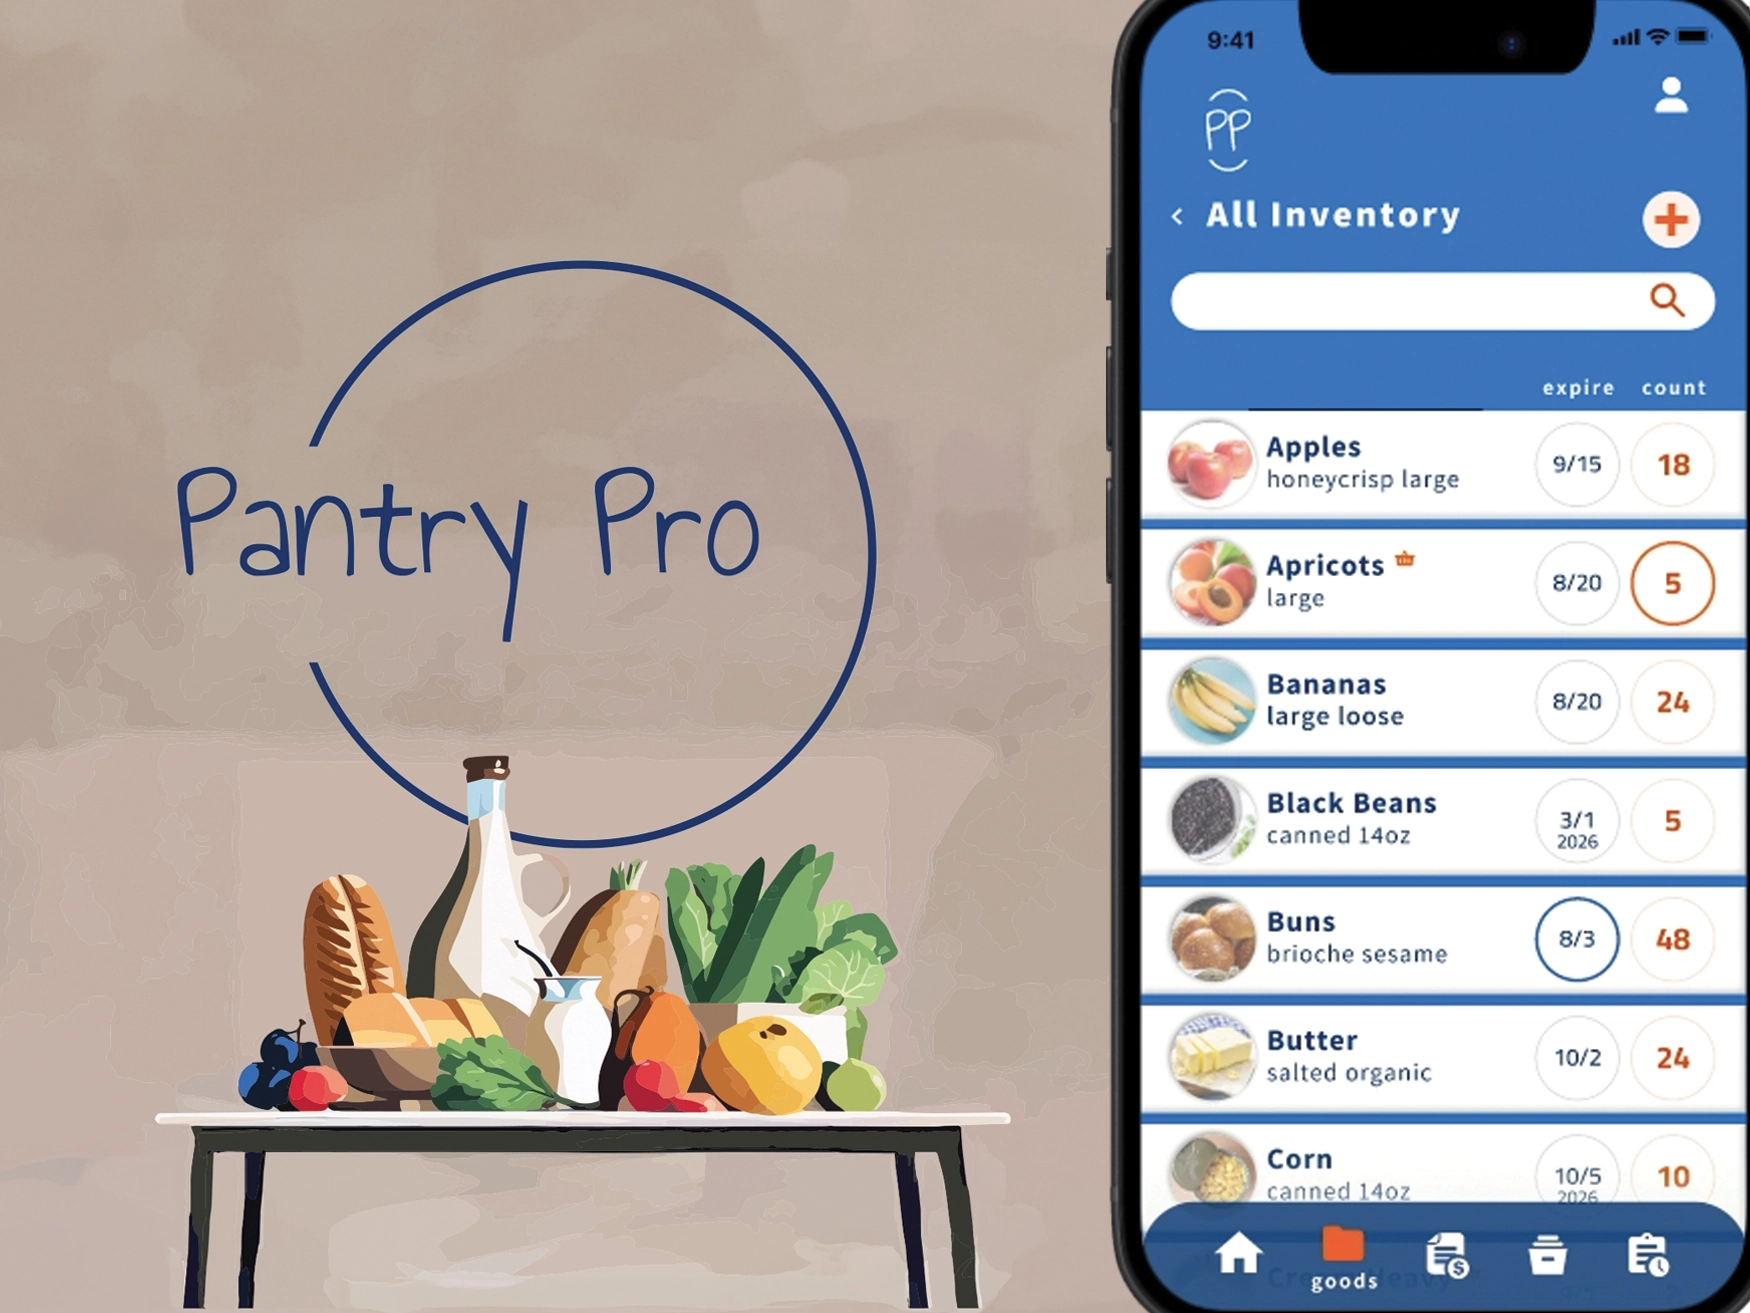 Pantry Pro
9:41
PP
All Inventory
expire count
Apples
honeycrisp large
9/15
18
Apricots
large
8/20
5
Bananas
large loose
8/20
24
Black Beans
canned 14oz
3/1
2026
5
Buns
brioche sesame
8/3
48
Butter
salted organic
10/2
24
Corn
canned 14oz
10/5
2026
10
goods